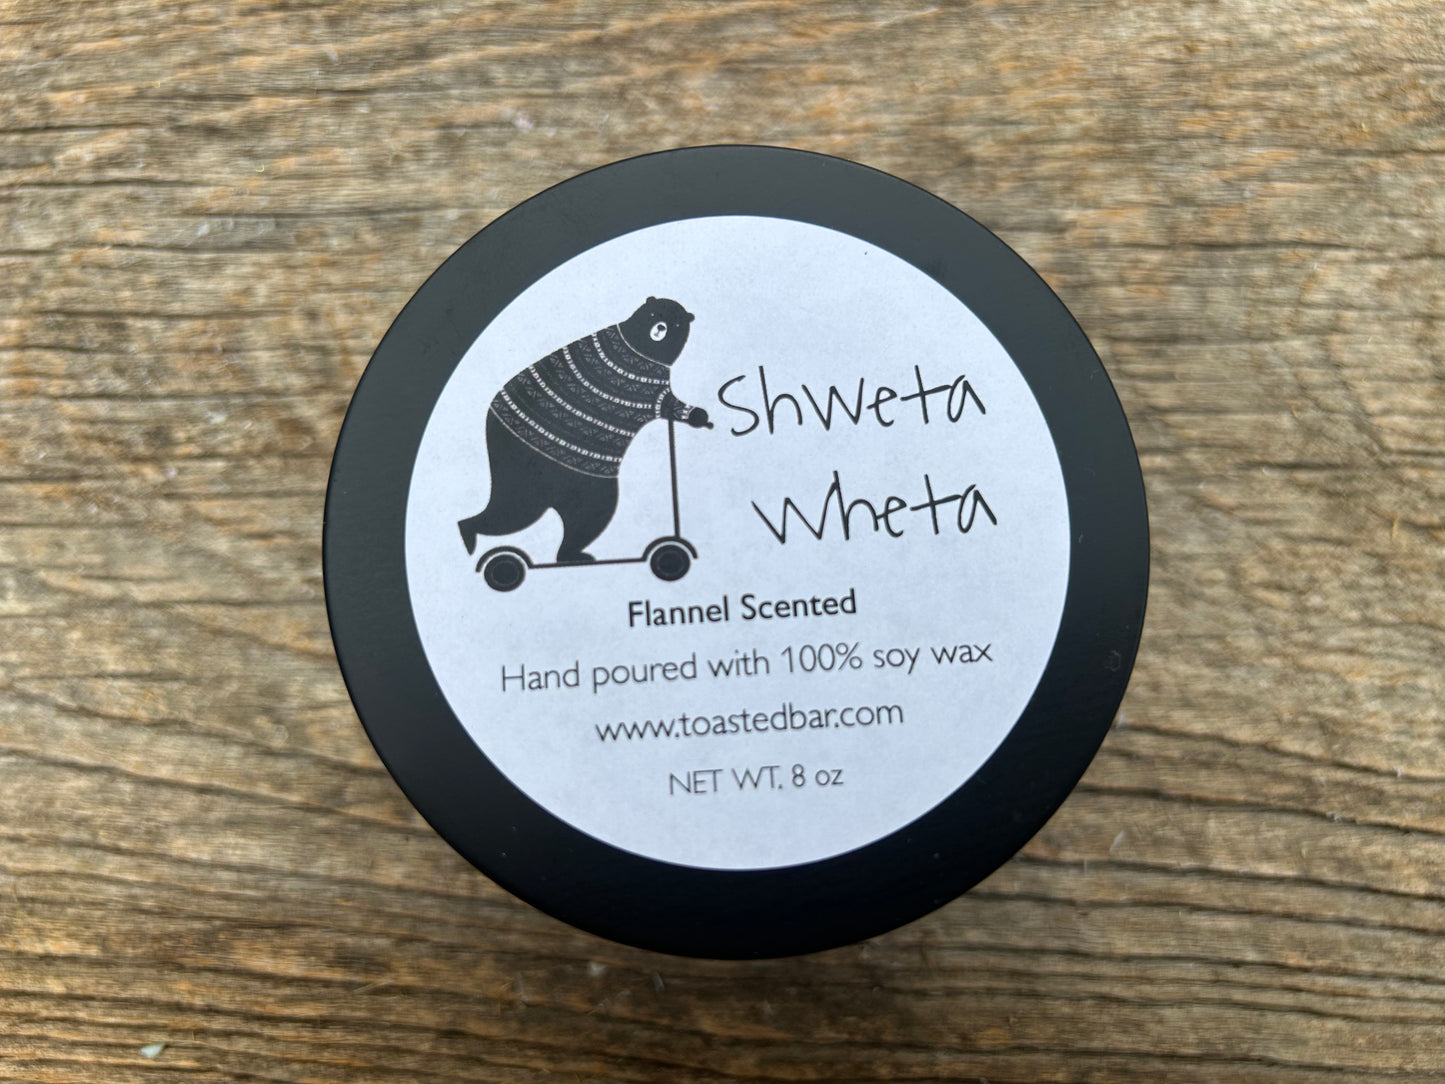 Shweta
Wheta
Flannel Scented
Hand poured with 100% soy wax
www.toastedbar.com
NET WT. 8 oz